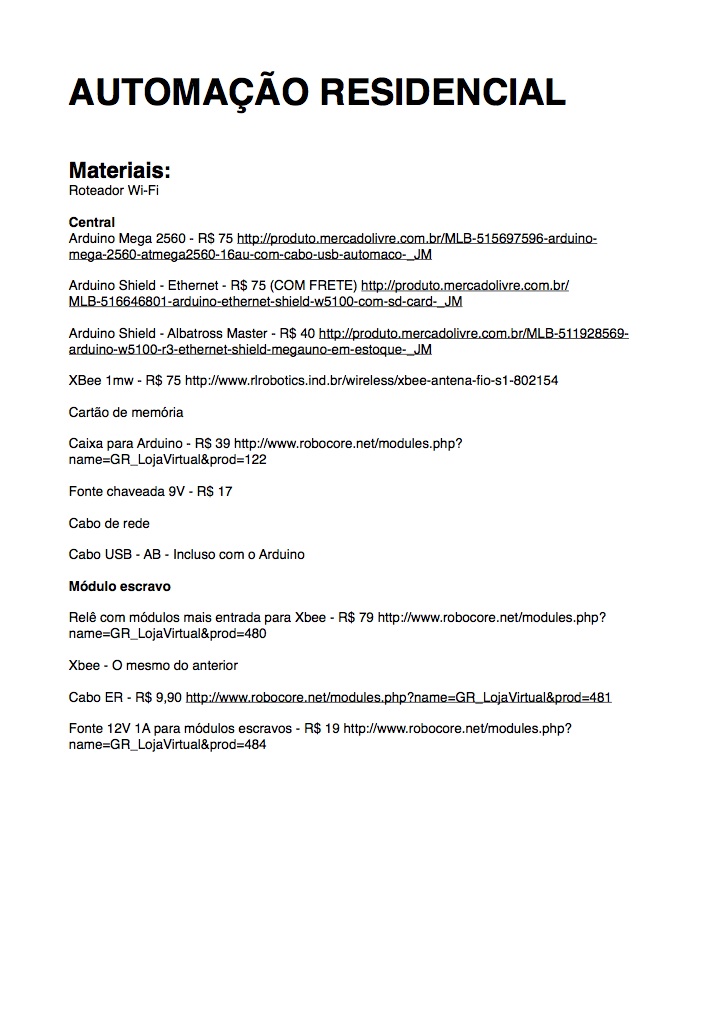 AUTOMAÇÃO RESIDENCIAL
Materiais:
Roteador Wi-Fi
Central
Arduino Mega 2560 - R$ 75 http://produto.mercadolivre.com.br/MLB-515697596-arduino-
mega-2560-atmega2560-16au-com-cabo-usb-automaco-_JM
Arduino Shield - Ethernet - R$ 75 (COM FRETE) http://produto.mercadolivre.com.br/
MLB-516646801-arduino-ethernet-shield-w5100-com-sd-card-_JM
Arduino Shield - Albatross Master - R$ 40 http://produto.mercadolivre.com.br/MLB-511928569-
arduino-w5100-r3-ethernet-shield-megauno-em-estoque-_JM
XBee 1mw - R$ 75 http://www.rlrobotics.ind.br/wireless/xbee-antena-fio-s1-802154
Cartão de memória
Caixa para Arduino - R$ 39 http://www.robocore.net/modules.php?
name=GR_LojaVirtual&prod=122
Fonte chaveada 9V - R$ 17
Cabo de rede
Cabo USB - AB - Incluso com o Arduino
Módulo escravo
Relê com módulos mais entrada para Xbee - R$ 79 http://www.robocore.net/modules.php?
name=GR_LojaVirtual&prod=480
Xbee - O mesmo do anterior
Cabo ER - R$ 9,90 http://www.robocore.net/modules.php?name=GR_LojaVirtual&prod=481
Fonte 12V 1A para módulos escravos - R$ 19 http://www.robocore.net/modules.php?
name=GR_LojaVirtual&prod=484